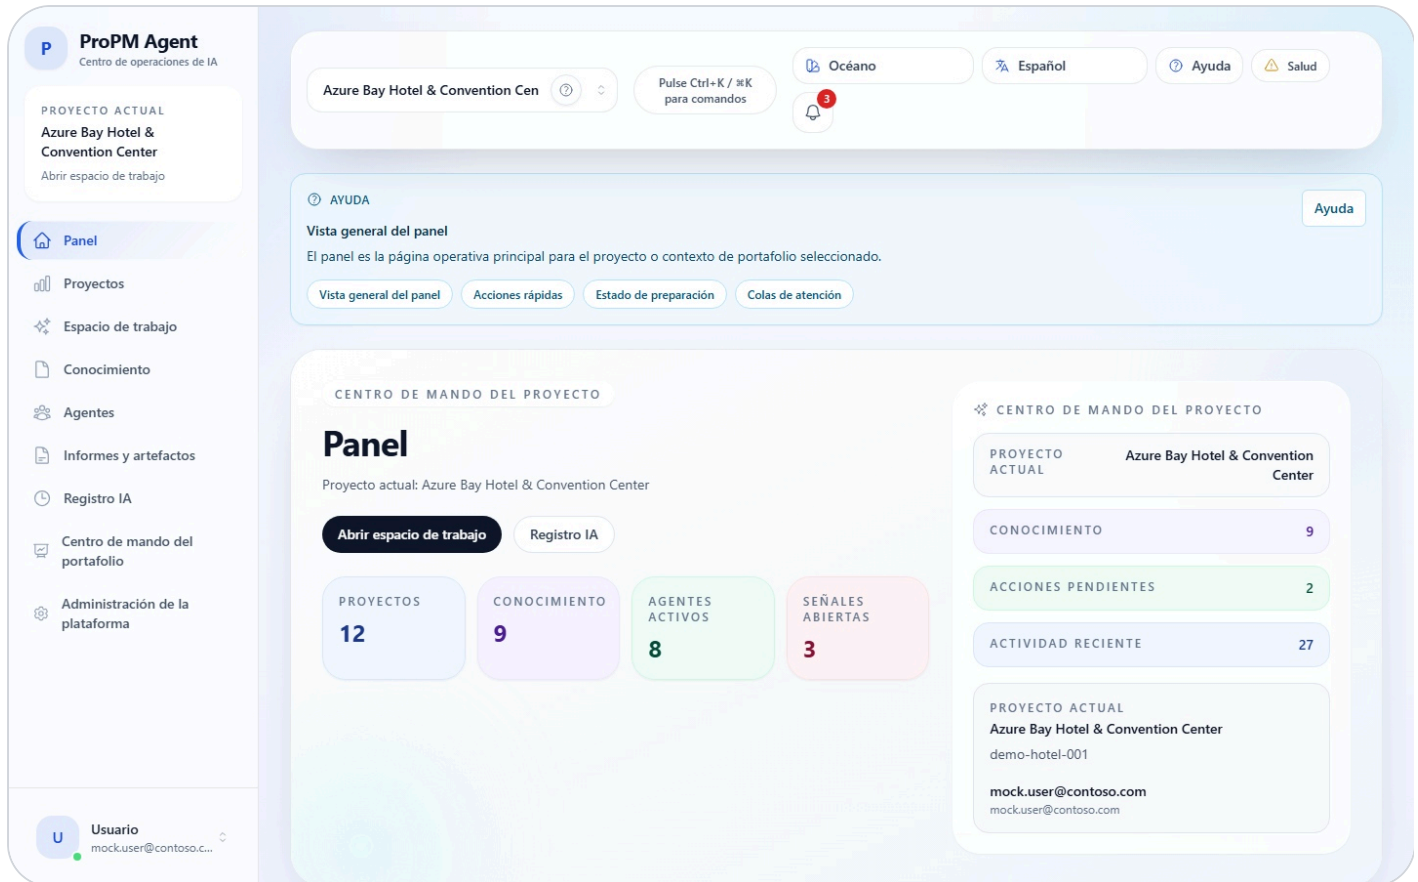 P
ProPM Agent
Centro de operaciones de IA
PROYECTO ACTUAL
Azure Bay Hotel &
Convention Center
Abrir espacio de trabajo
Panel
Proyectos
Espacio de trabajo
Conocimiento
Agentes
Informes y artefactos
Registro IA
Centro de mando del
portafolio
Administración de la
plataforma
U
Usuario
mock.user@contoso.c...
Azure Bay Hotel & Convention Cen
Pulse Ctrl+K / ⌘K
para comandos
Océano
Español
Ayuda
Salud
3
AYUDA
Ayuda
Vista general del panel
El panel es la página operativa principal para el proyecto o contexto de portafolio seleccionado.
Vista general del panel
Acciones rápidas
Estado de preparación
Colas de atención
CENTRO DE MANDO DEL PROYECTO
Panel
Proyecto actual: Azure Bay Hotel & Convention Center
Abrir espacio de trabajo
Registro IA
PROYECTOS
12
CONOCIMIENTO
9
AGENTES
ACTIVOS
8
SEÑALES
ABIERTAS
3
CENTRO DE MANDO DEL PROYECTO
PROYECTO
ACTUAL
Azure Bay Hotel & Convention
Center
CONOCIMIENTO
9
ACCIONES PENDIENTES
2
ACTIVIDAD RECIENTE
27
PROYECTO ACTUAL
Azure Bay Hotel & Convention Center
demo-hotel-001
mock.user@contoso.com
mock.user@contoso.com